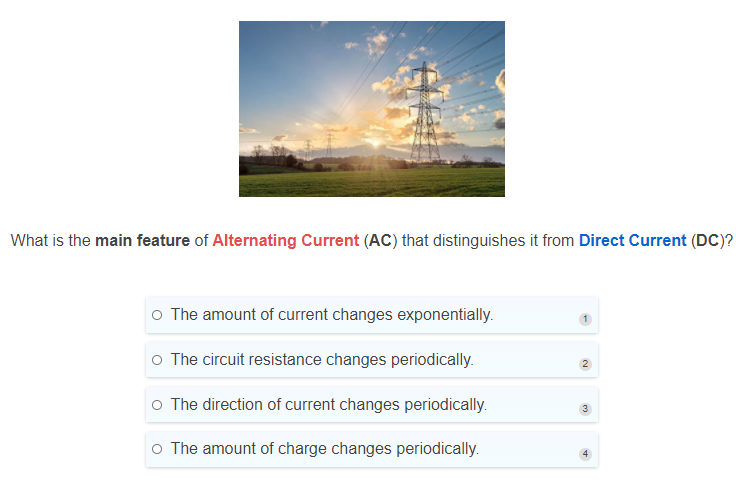 What is the main feature of Alternating Current (AC) that distinguishes it from Direct Current (DC)?
The amount of current changes exponentially. 1
The circuit resistance changes periodically. 2
The direction of current changes periodically. 3
The amount of charge changes periodically. 4